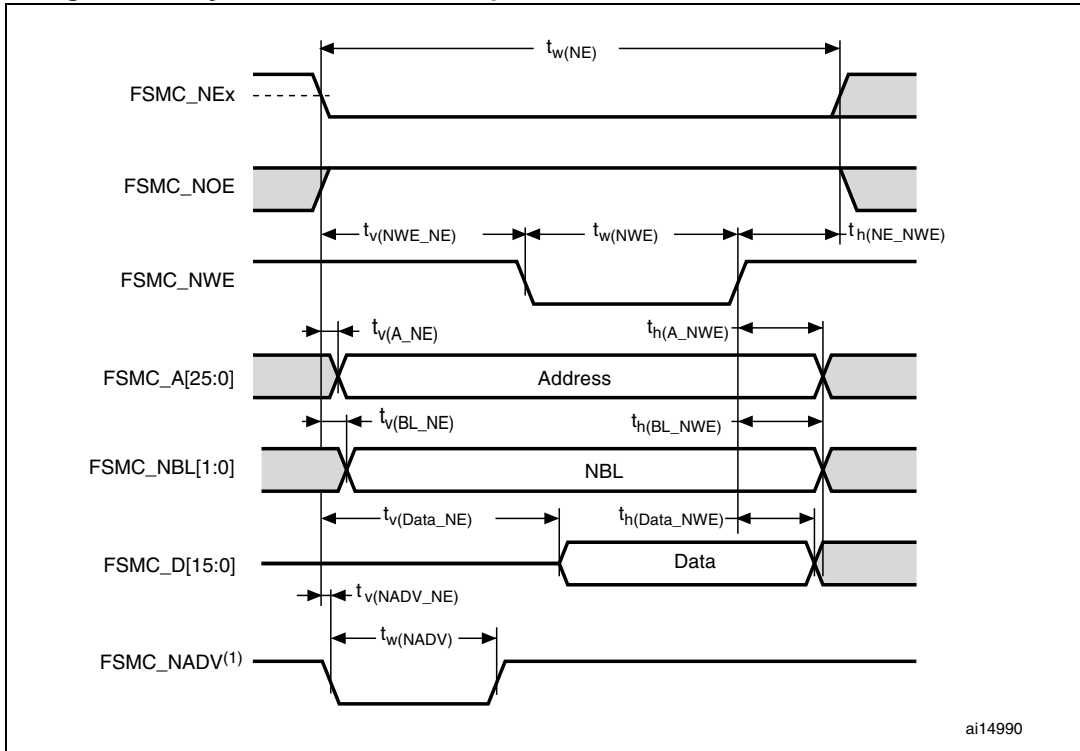 tw(NE)
FSMC_NEx
FSMC_NOE
tv(NWE_NE) tw(NWE) th(NE_NWE)
FSMC_NWE
tv(A_NE) th(A_NWE)
FSMC_A[25:0] Address
tv(BL_NE) th(BL_NWE)
FSMC_NBL[1:0] NBL
tv(Data_NE) th(Data_NWE)
FSMC_D[15:0] Data
tv(NADV_NE)
tw(NADV)
FSMC_NADV(1)
ai14990